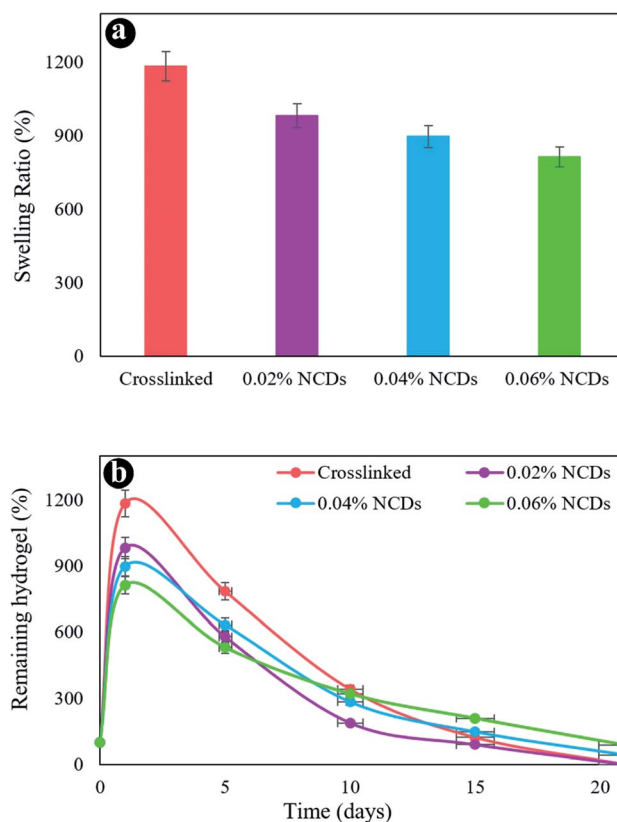 a
1200
900
600
300
0
Swelling Ratio (%)
Crosslinked 0.02% NCDs 0.04% NCDs 0.06% NCDs
b
Crosslinked 0.02% NCDs
0.04% NCDs 0.06% NCDs
1200
900
600
300
0
Remaining hydrogel (%)
0 5 10 15 20
Time (days)